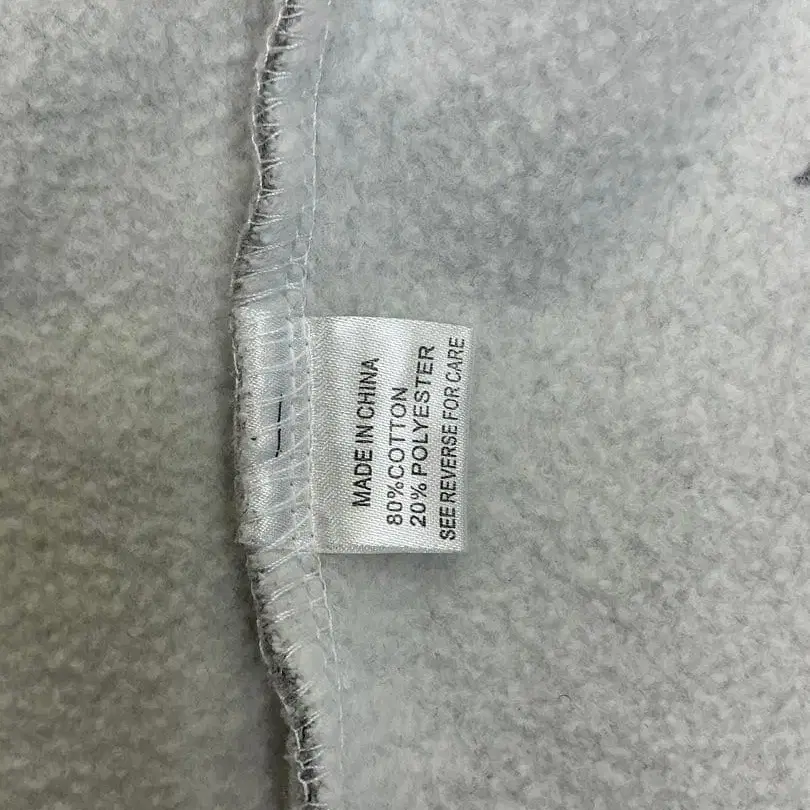 MADE IN CHINA
80%COTTON
20% POLYESTER
SEE REVERSE FOR CARE